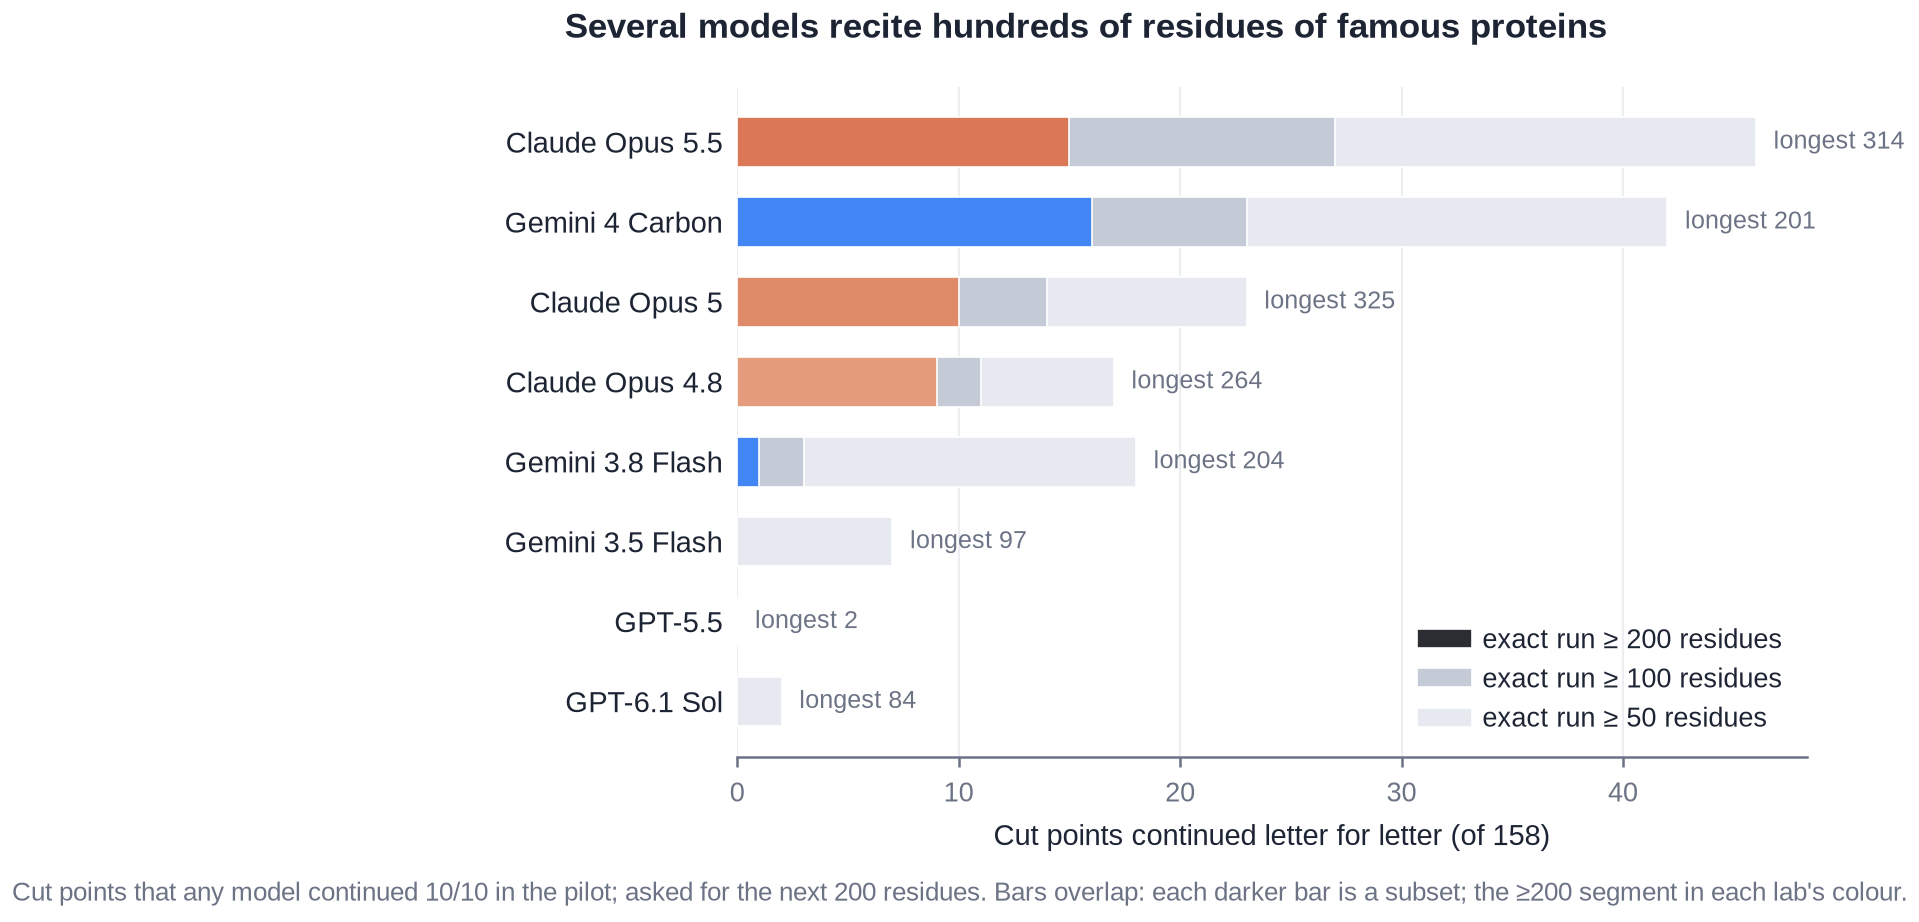 Several models recite hundreds of residues of famous proteins
Claude Opus 5.5
longest 314
Gemini 4 Carbon
longest 201
Claude Opus 5
longest 325
Claude Opus 4.8
longest 264
Gemini 3.8 Flash
longest 204
Gemini 3.5 Flash
longest 97
GPT-5.5
longest 2
GPT-6.1 Sol
longest 84
exact run ≥ 200 residues
exact run ≥ 100 residues
exact run ≥ 50 residues
0 10 20 30 40
Cut points continued letter for letter (of 158)
Cut points that any model continued 10/10 in the pilot; asked for the next 200 residues. Bars overlap: each darker bar is a subset; the ≥200 segment in each lab's colour.